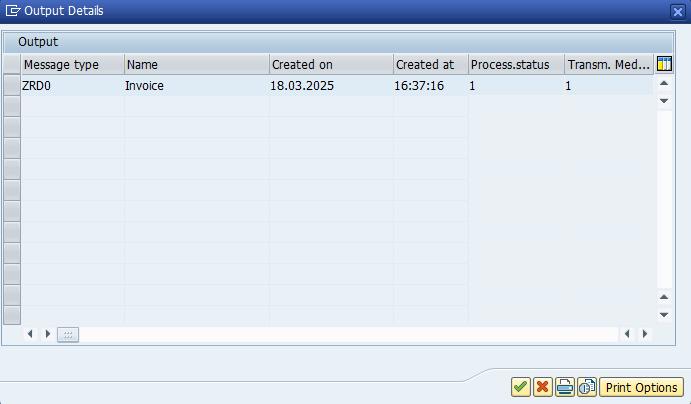 Output Details
Output
Message type Name Created on Created at Process.status Transm. Med...
ZRD0 Invoice 18.03.2025 16:37:16 1 1
Print Options